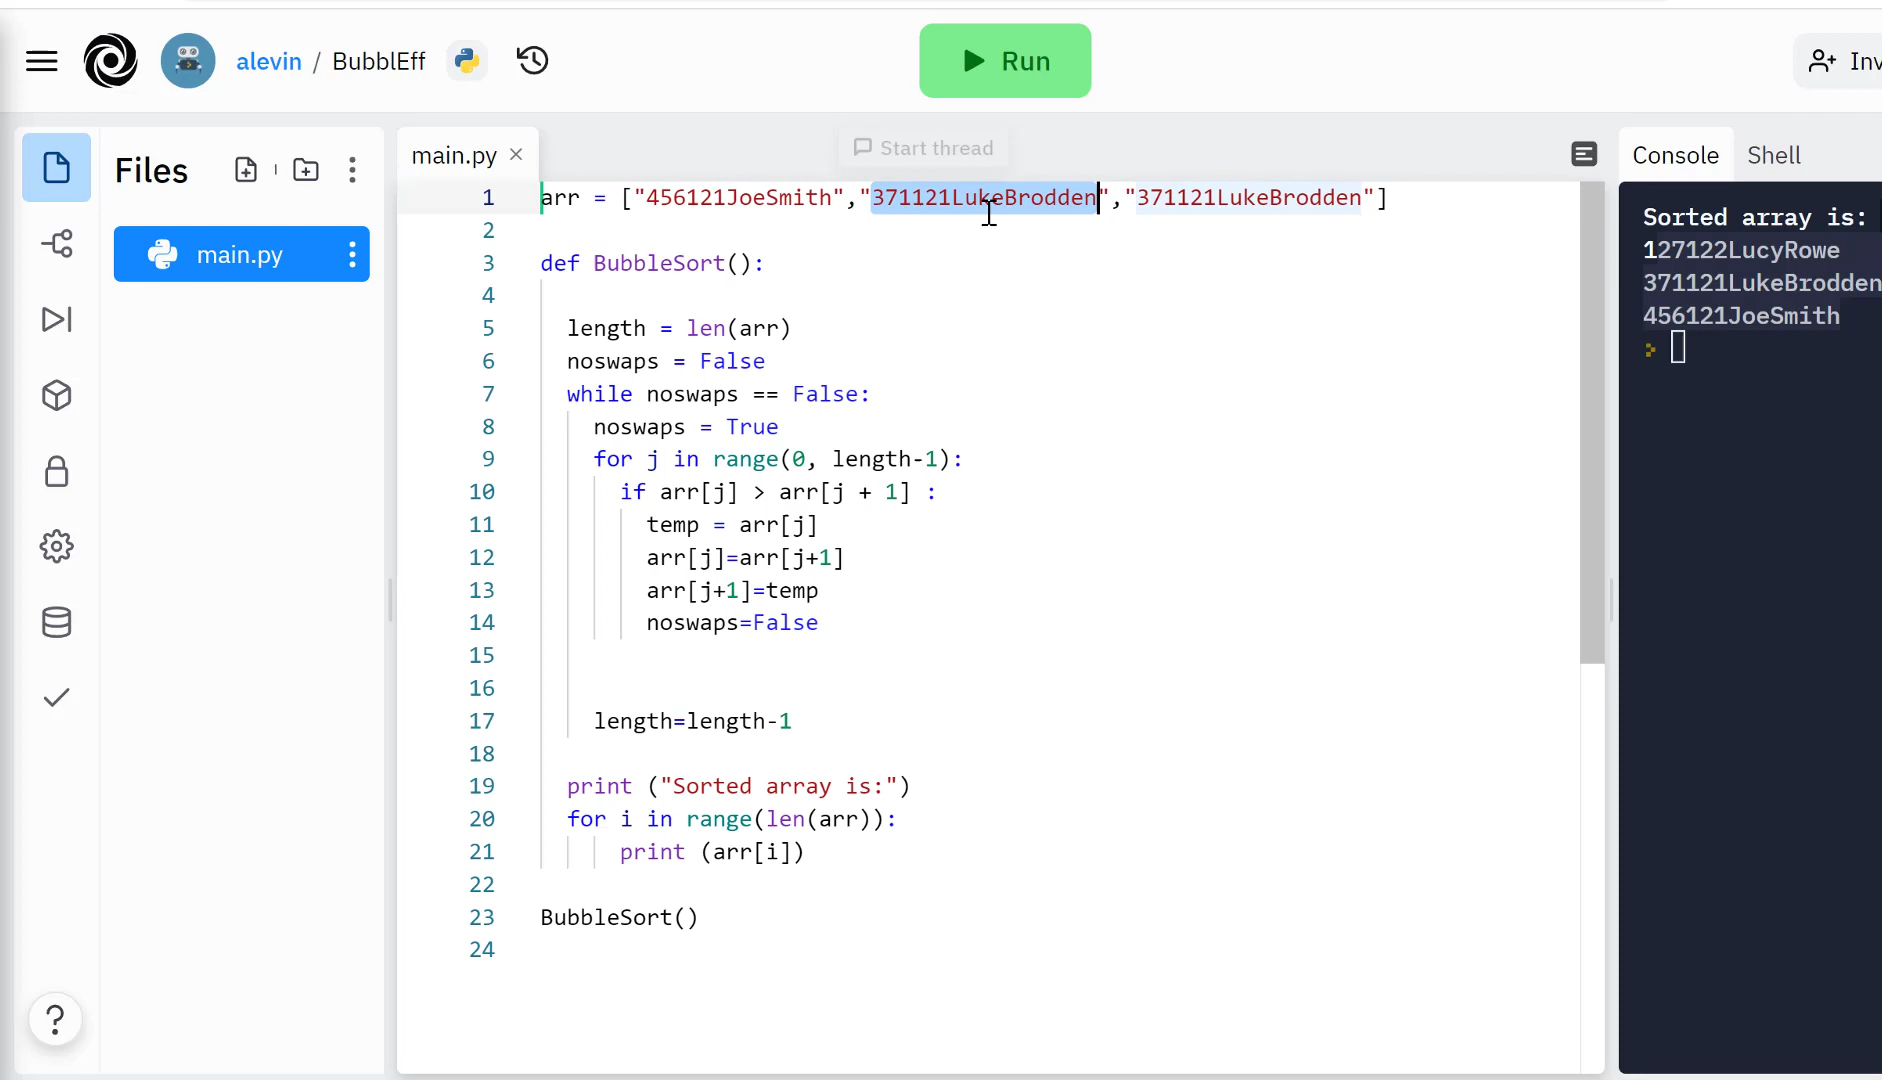 alevin / BubblEff
Run
Inv
Files
main.py
main.py
Start thread
Console
Shell
1 arr = ["456121JoeSmith","371121LukeBrodden","371121LukeBrodden"]
2
3 def BubbleSort():
4
5 length = len(arr)
6 noswaps = False
7 while noswaps == False:
8 noswaps = True
9 for j in range(0, length-1):
10 if arr[j] > arr[j + 1] :
11 temp = arr[j]
12 arr[j]=arr[j+1]
13 arr[j+1]=temp
14 noswaps=False
15
16
17 length=length-1
18
19 print ("Sorted array is:")
20 for i in range(len(arr)):
21 print (arr[i])
22
23 BubbleSort()
24
Sorted array is:
127122LucyRowe
371121LukeBrodden
456121JoeSmith
>
?